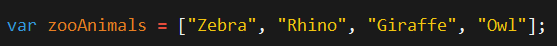 var zooAnimals = ["Zebra", "Rhino", "Giraffe", "Owl"];